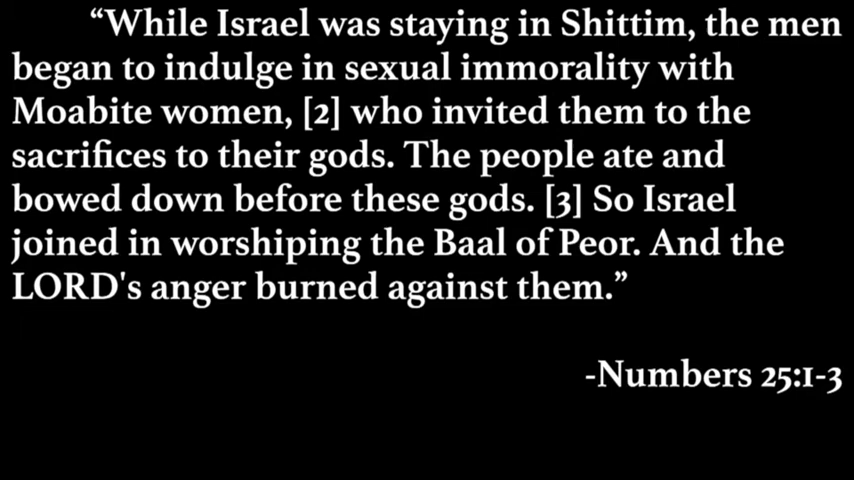 “While Israel was staying in Shittim, the men
began to indulge in sexual immorality with
Moabite women, [2] who invited them to the
sacrifices to their gods. The people ate and
bowed down before these gods. [3] So Israel
joined in worshiping the Baal of Peor. And the
LORD's anger burned against them.”
-Numbers 25:1-3